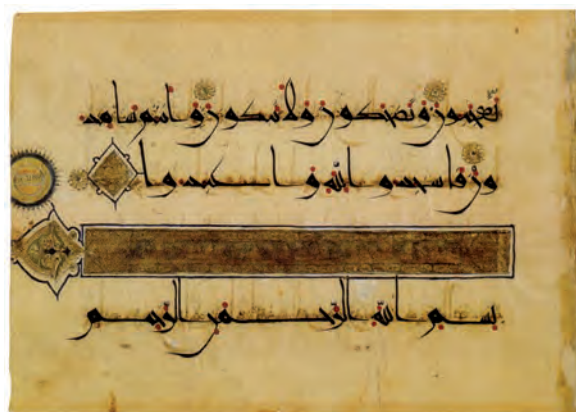 تعجبون وتضحكون ولا تبكون وانتم سامد
ون فاسجدوا لله واعبدوا
بسم الله الرحمن الرحيم